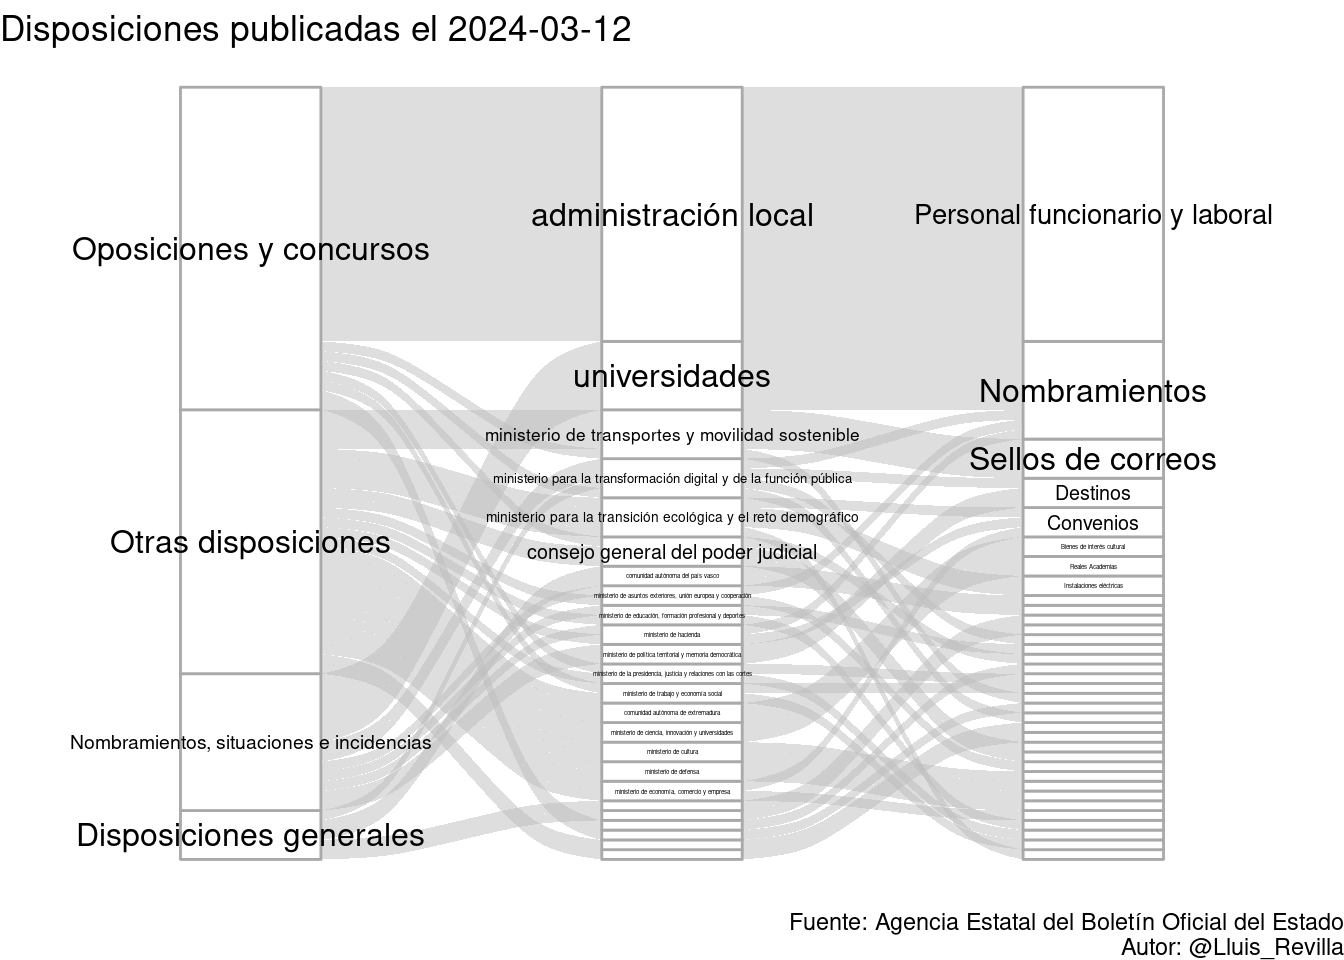 Disposiciones publicadas el 2024-03-12
Oposiciones y concursos
Otras disposiciones
Nombramientos, situaciones e incidencias
Disposiciones generales
administración local
universidades
ministerio de transportes y movilidad sostenible
ministerio para la transformación digital y de la función pública
ministerio para la transición ecológica y el reto demográfico
consejo general del poder judicial
comunidad autónoma del país vasco
ministerio de asuntos exteriores, unión europea y cooperación
ministerio de educación, formación profesional y deportes
ministerio de hacienda
ministerio de política territorial y memoria democrática
ministerio de la presidencia, justicia y relaciones con las cortes
ministerio de trabajo y economía social
comunidad autónoma de extremadura
ministerio de ciencia, innovación y universidades
ministerio de cultura
ministerio de defensa
ministerio de economía, comercio y empresa
Personal funcionario y laboral
Nombramientos
Sellos de correos
Destinos
Convenios
Bienes de interés cultural
Reales Academias
Instalaciones eléctricas
Fuente: Agencia Estatal del Boletín Oficial del Estado
Autor: @Lluis_Revilla